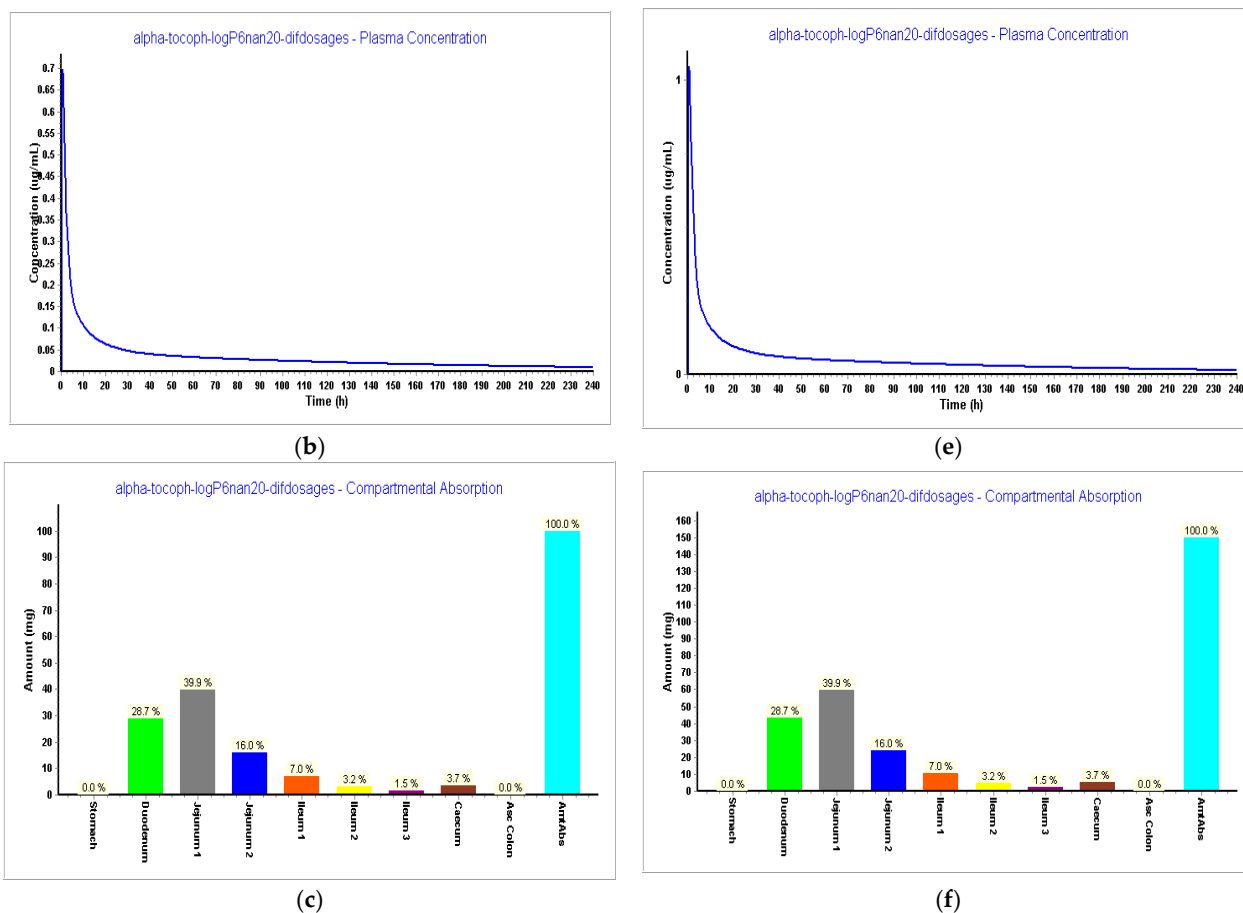 alpha-tocoph-logP6nan20-difdosages - Plasma Concentration
Concentration (ug/mL)
0.7
0.65
0.6
0.55
0.5
0.45
0.4
0.35
0.3
0.25
0.2
0.15
0.1
0.05
0
0 10 20 30 40 50 60 70 80 90 100 110 120 130 140 150 160 170 180 190 200 210 220 230 240
Time (h)
(b)
alpha-tocoph-logP6nan20-difdosages - Plasma Concentration
Concentration (ug/mL)
1
0
0 10 20 30 40 50 60 70 80 90 100 110 120 130 140 150 160 170 180 190 200 210 220 230 240
Time (h)
(e)
alpha-tocoph-logP6nan20-difdosages - Compartmental Absorption
Amount (mg)
100
90
80
70
60
50
40
30
20
10
0
0.0 % 28.7 % 39.9 % 16.0 % 7.0 % 3.2 % 1.5 % 3.7 % 0.0 % 100.0 %
Stomach
Duodenum
Jejunum 1
Jejunum 2
Ileum 1
Ileum 2
Ileum 3
Caecum
Asc Colon
AmtAbs
(c)
alpha-tocoph-logP6nan20-difdosages - Compartmental Absorption
Amount (mg)
160
150
140
130
120
110
100
90
80
70
60
50
40
30
20
10
0
0.0 % 28.7 % 39.9 % 16.0 % 7.0 % 3.2 % 1.5 % 3.7 % 0.0 % 100.0 %
Stomach
Duodenum
Jejunum 1
Jejunum 2
Ileum 1
Ileum 2
Ileum 3
Caecum
Asc Colon
AmtAbs
(f)